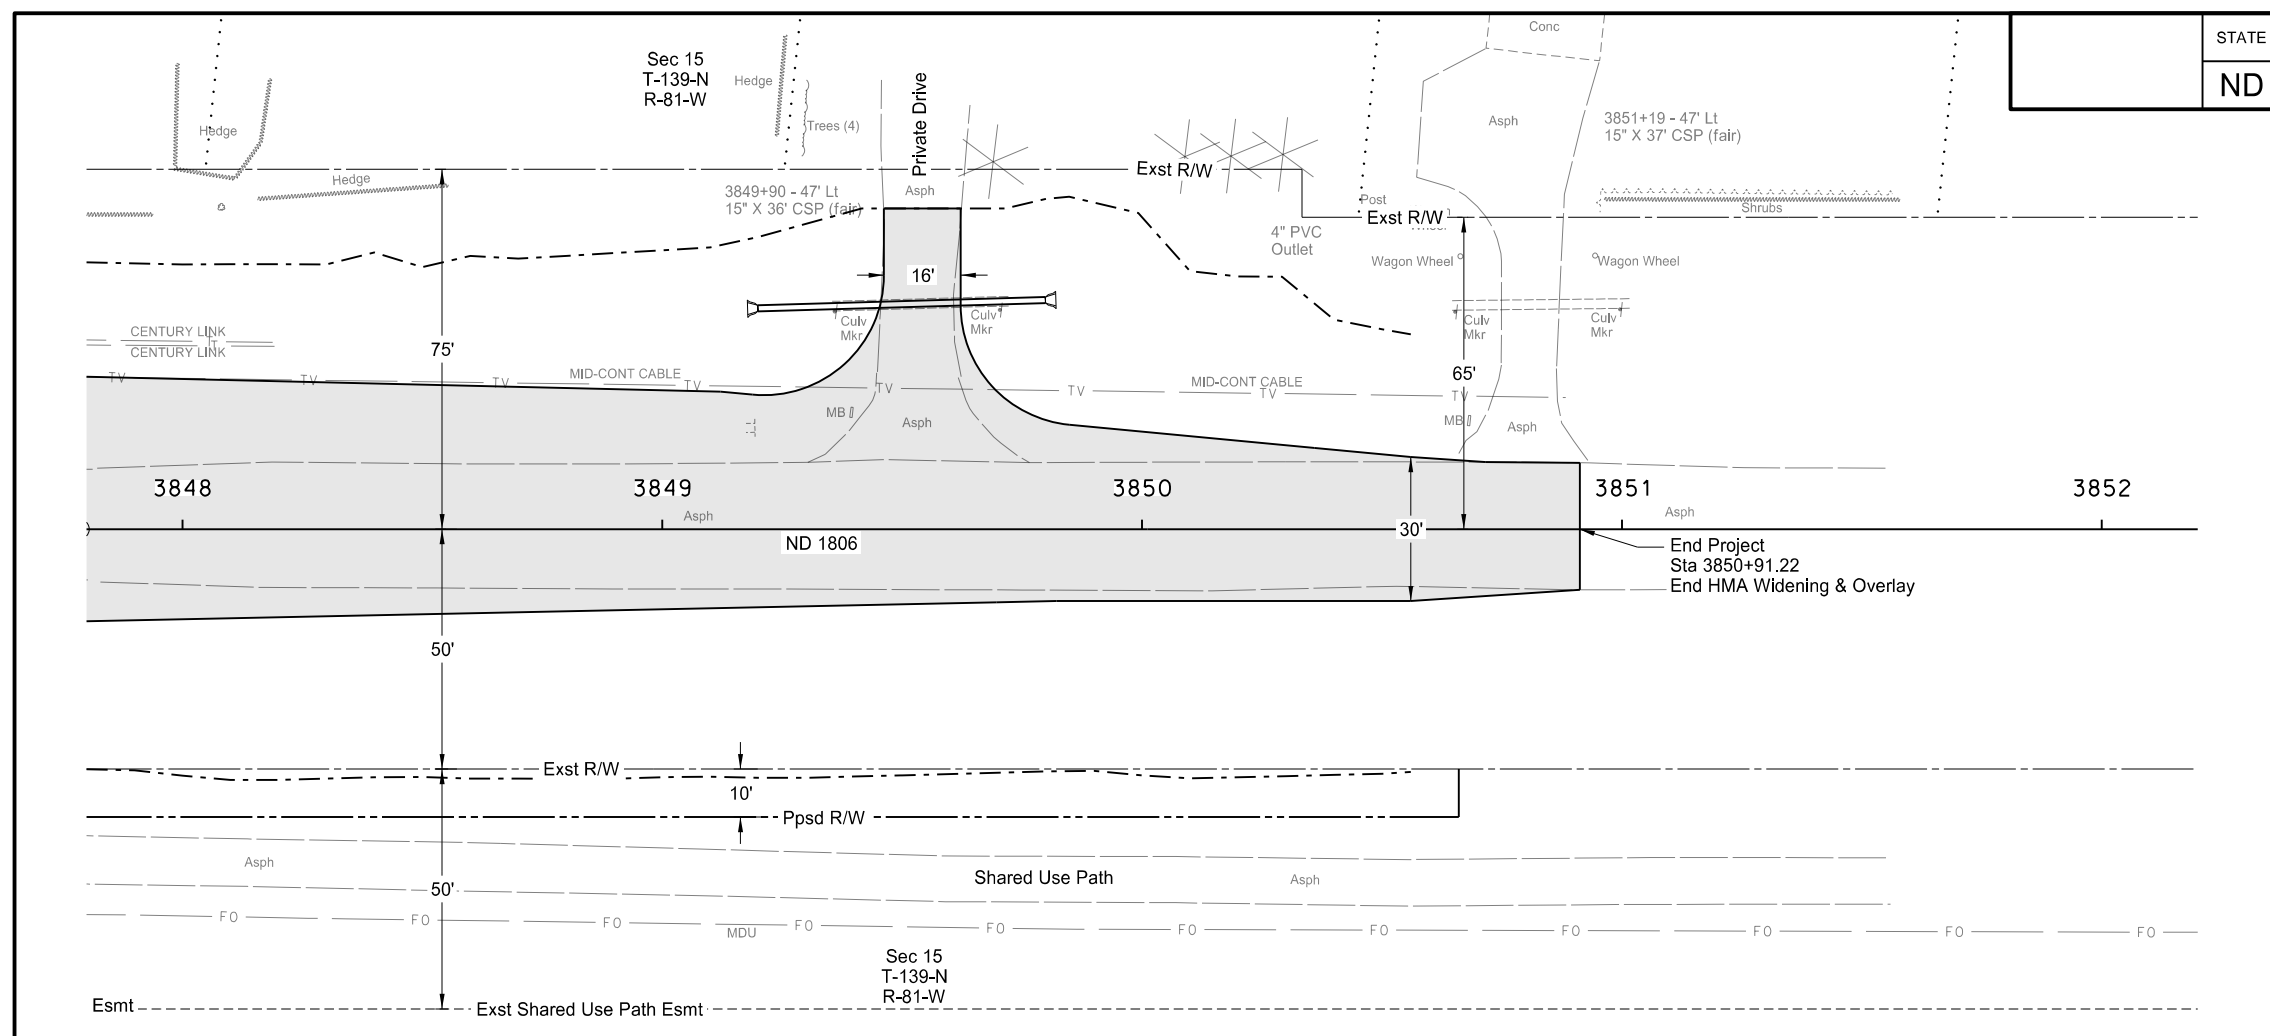 Conc
STATE
ND
Sec 15
T-139-N
R-81-W
Hedge
Private Drive
Hedge
Trees (4)
Asph
3851+19 - 47' Lt
15" X 37' CSP (fair)
Exst R/W
Hedge
3849+90 - 47' Lt
15" X 36' CSP (fair)
Asph
Post
Exst R/W
Shrubs
4" PVC
Outlet
Wagon Wheel
Wagon Wheel
16'
CENTURY LINK
CENTURY LINK
Culv
Mkr
Culv
Mkr
Culv
Mkr
Culv
Mkr
75'
65'
MID-CONT CABLE
MID-CONT CABLE
TV
TV
TV
TV
TV
TV
TV
TV
MB
Asph
MB
Asph
3848
3849
3850
3851
3852
Asph
Asph
ND 1806
30'
End Project
Sta 3850+91.22
End HMA Widening & Overlay
50'
Exst R/W
10'
Ppsd R/W
Asph
Shared Use Path
Asph
50'
FO
FO
FO
FO
FO
FO
FO
FO
FO
FO
FO
MDU
Sec 15
T-139-N
R-81-W
Esmt
Exst Shared Use Path Esmt